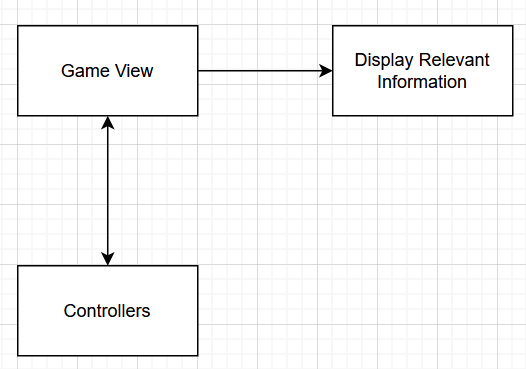 Game View
Display Relevant
Information
Controllers